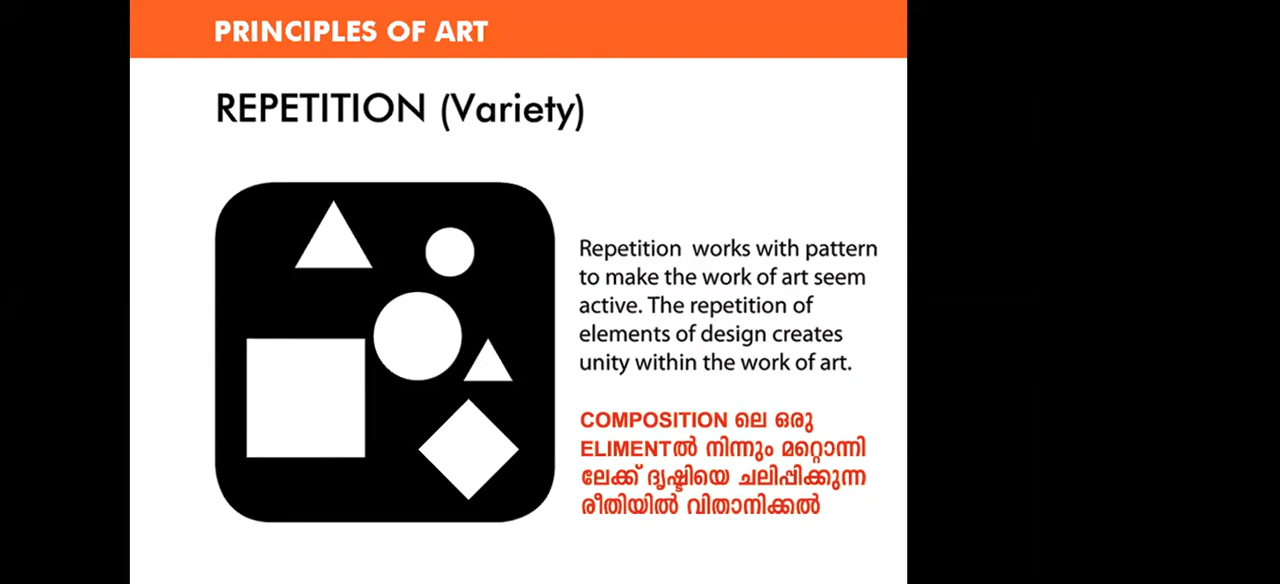 PRINCIPLES OF ART
REPETITION (Variety)
Repetition works with pattern
to make the work of art seem
active. The repetition of
elements of design creates
unity within the work of art.
COMPOSITION ലെ ഒരു
ELIMENTൽ നിന്നും മറ്റൊന്നി
ലേക്ക് ദൃഷ്ടിയെ ചലിപ്പിക്കുന്ന
രീതിയിൽ വിതാനിക്കൽ